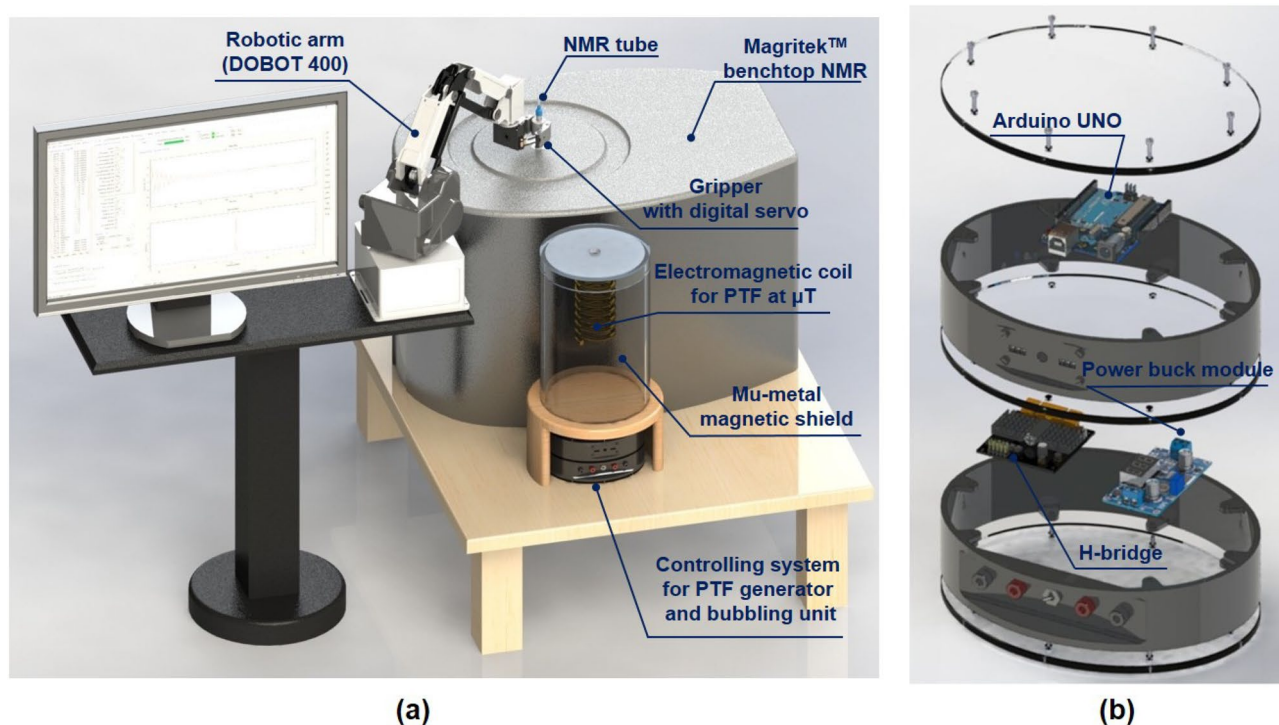 Robotic arm
(DOBOT 400)
NMR tube
Magritek™
benchtop NMR
Gripper
with digital servo
Electromagnetic coil
for PTF at µT
Mu-metal
magnetic shield
Controlling system
for PTF generator
and bubbling unit
(a)
Arduino UNO
Power buck module
H-bridge
(b)